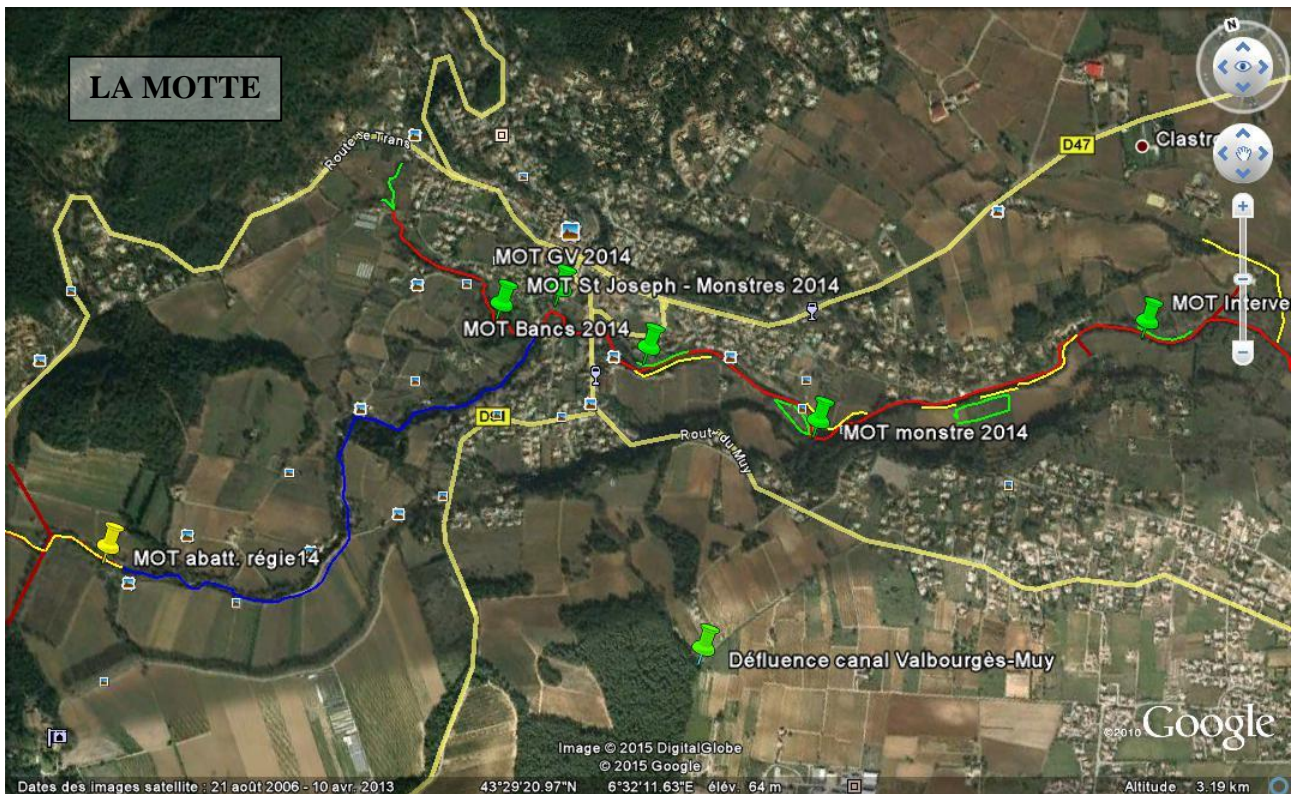 LA MOTTE
N
D47
Clastre
Route de Trans
MOT GV 2014
MOT St Joseph - Monstres 2014
MOT Bancs 2014
MOT Interve
MOT monstre 2014
D91
Route du Muy
MOT abatt. régie14
Défluence canal Valbourgès-Muy
©2010 Google
Image © 2015 DigitalGlobe
© 2015 Google
Dates des images satellite : 21 août 2006 - 10 avr. 2013 43°29'20.97"N 6°32'11.63"E élév. 64 m Altitude 3.19 km